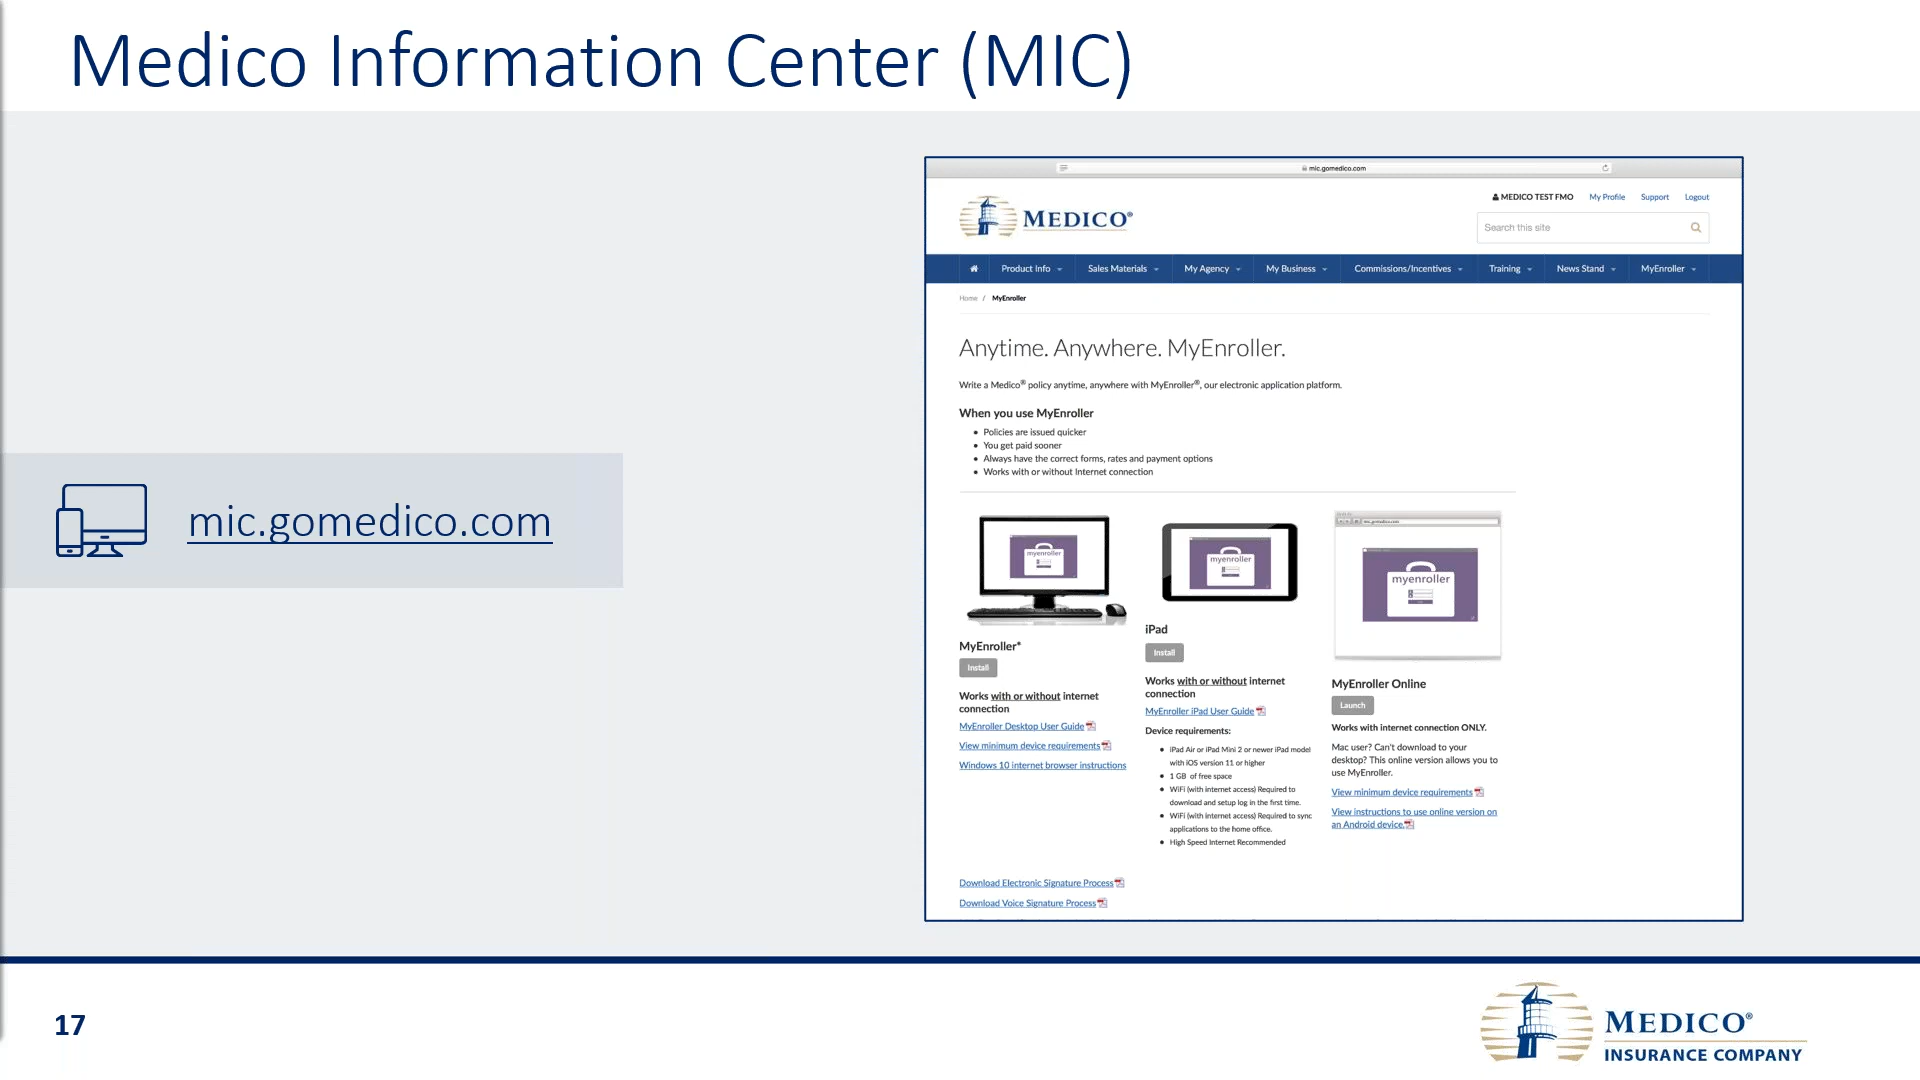 Medico Information Center (MIC)
mic.gomedico.com
mic.gomedico.com
MEDICO®
MEDICO TEST FMO My Profile Support Logout
Search this site
Product Info Sales Materials My Agency My Business Commissions/Incentives Training News Stand MyEnroller
Home / MyEnroller
Anytime. Anywhere. MyEnroller.
Write a Medico® policy anytime, anywhere with MyEnroller®, our electronic application platform.
When you use MyEnroller
• Policies are issued quicker
• You get paid sooner
• Always have the correct forms, rates and payment options
• Works with or without Internet connection
myenroller
MyEnroller*
Install
Works with or without internet
connection
MyEnroller Desktop User Guide
View minimum device requirements
Windows 10 internet browser instructions
myenroller
iPad
Install
Works with or without internet
connection
MyEnroller iPad User Guide
Device requirements:
• iPad Air or iPad Mini 2 or newer iPad model
with iOS version 11 or higher
• 1 GB of free space
• WiFi (with internet access) Required to
download and setup log in the first time.
• WiFi (with internet access) Required to sync
applications to the home office.
• High Speed Internet Recommended
mic.gomedico.com
myenroller
MyEnroller Online
Launch
Works with internet connection ONLY.
Mac user? Can't download to your
desktop? This online version allows you to
use MyEnroller.
View minimum device requirements
View instructions to use online version on
an Android device.
Download Electronic Signature Process
Download Voice Signature Process
17
MEDICO®
INSURANCE COMPANY